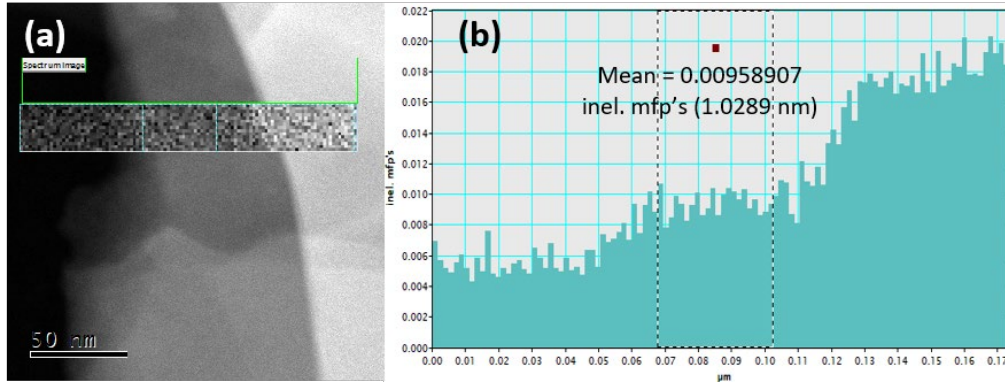 (a)
Spectrum Image
50 nm
(b)
Mean = 0.00958907
inel. mfp's (1.0289 nm)
inel. mfp's
0.022
0.020
0.018
0.016
0.014
0.012
0.010
0.008
0.006
0.004
0.002
0.000
0.00 0.01 0.02 0.03 0.04 0.05 0.06 0.07 0.08 0.09 0.10 0.11 0.12 0.13 0.14 0.15 0.16 0.17
µm